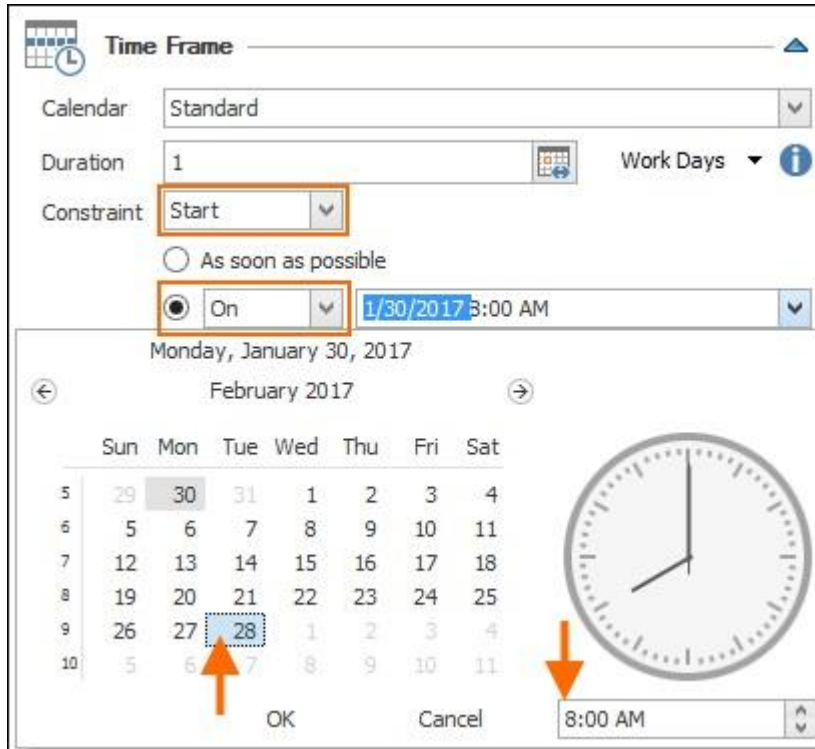 Time Frame
Calendar Standard
Duration 1 Work Days
Constraint Start
As soon as possible
On 1/30/2017 8:00 AM
Monday, January 30, 2017
February 2017
Sun Mon Tue Wed Thu Fri Sat
5 29 30 31 1 2 3 4
6 5 6 7 8 9 10 11
7 12 13 14 15 16 17 18
8 19 20 21 22 23 24 25
9 26 27 28 1 2 3 4
10 5 6 7 8 9 10 11
OK Cancel 8:00 AM